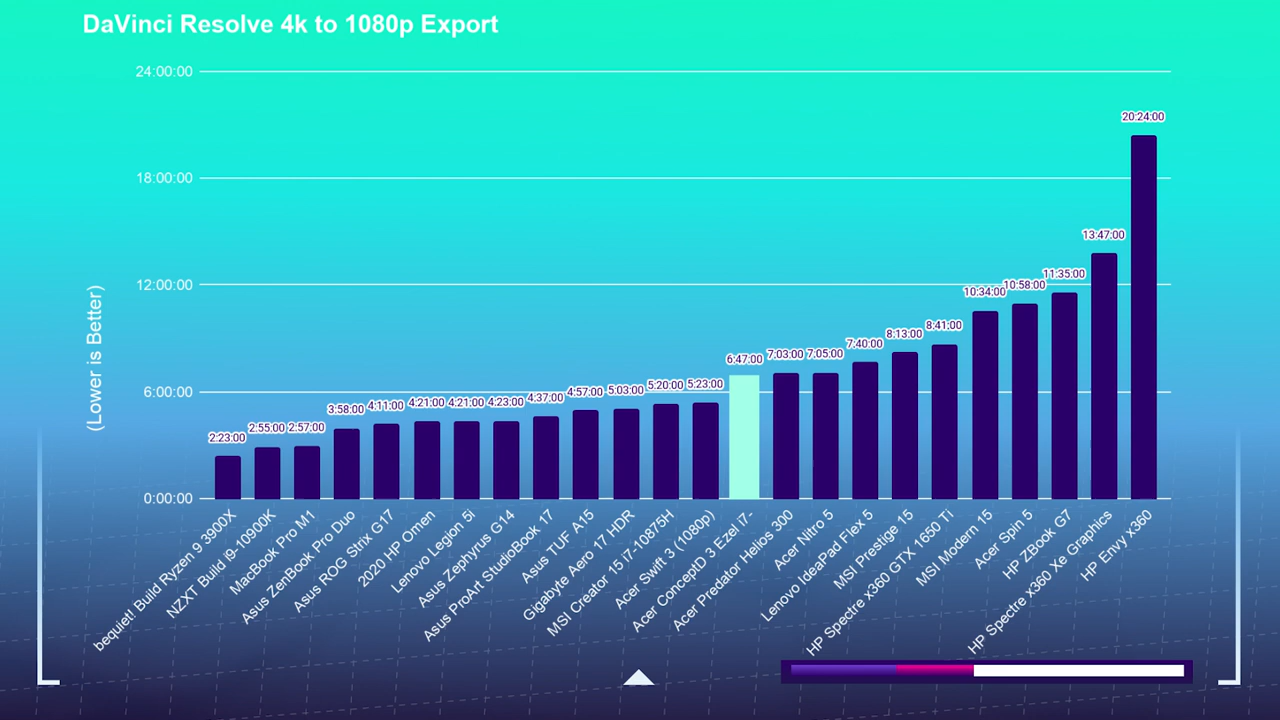 DaVinci Resolve 4k to 1080p Export
(Lower is Better)
24:00:00
18:00:00
12:00:00
6:00:00
0:00:00
2:23:00
2:55:00
2:57:00
3:58:00
4:11:00
4:21:00
4:21:00
4:23:00
4:37:00
4:57:00
5:03:00
5:20:00
5:23:00
6:47:00
7:03:00
7:05:00
7:40:00
8:13:00
8:41:00
10:34:00
10:58:00
11:35:00
13:47:00
20:24:00
bequiet! Build Ryzen 9 3900X
NZXT Build i9-10900K
MacBook Pro M1
Asus ZenBook Pro Duo
Asus ROG Strix G17
2020 HP Omen
Lenovo Legion 5i
Asus Zephyrus G14
Asus ProArt StudioBook 17
Asus TUF A15
Gigabyte Aero 17 HDR
MSI Creator 15 i7-10875H
Acer Swift 3 (1080p)
Acer ConceptD 3 Ezel i7-
Acer Predator Helios 300
Acer Nitro 5
Lenovo IdeaPad Flex 5
MSI Prestige 15
HP Spectre x360 GTX 1650 Ti
MSI Modern 15
Acer Spin 5
HP ZBook G7
HP Spectre x360 Xe Graphics
HP Envy x360